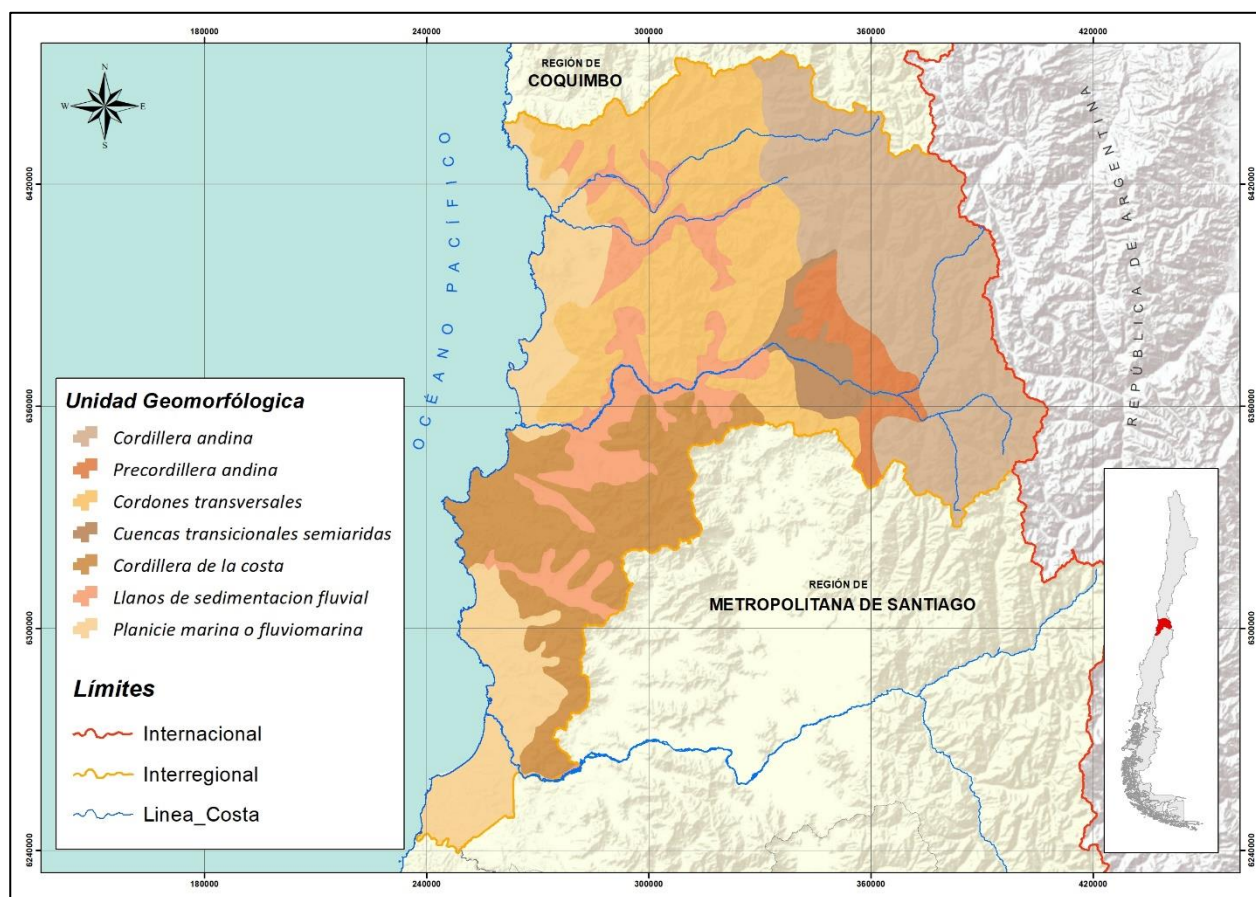 180000
240000
300000
360000
420000
REGIÓN DE
COQUIMBO
N
W
E
S
6420000
6420000
OCÉANO PACÍFICO
REPÚBLICA DE ARGENTINA
6360000
6360000
Unidad Geomorfólogica
Cordillera andina
Precordillera andina
Cordones transversales
Cuencas transicionales semiaridas
Cordillera de la costa
Llanos de sedimentacion fluvial
Planicie marina o fluviomarina
Límites
Internacional
Interregional
Linea_Costa
REGIÓN DE
METROPOLITANA DE SANTIAGO
6300000
6300000
6240000
6240000
180000
240000
300000
360000
420000